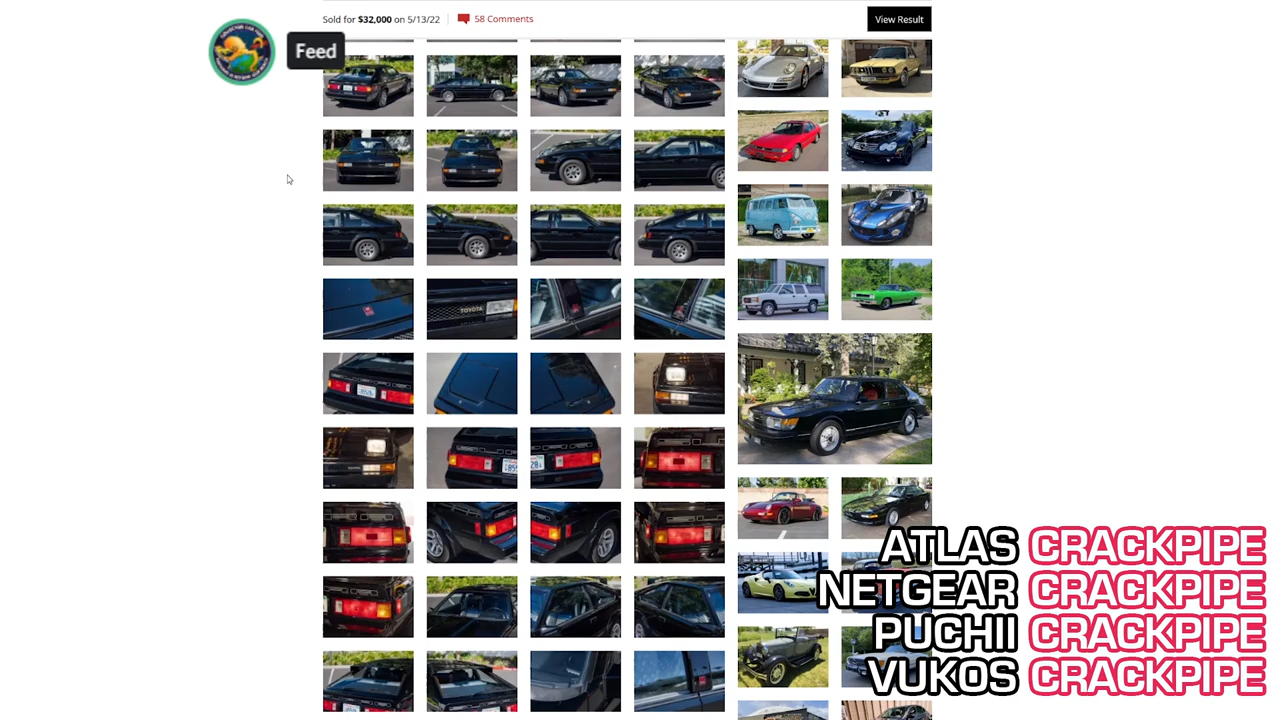 Sold for $32,000 on 5/13/22
58 Comments
View Result
Feed
TOYOTA
ATLAS CRACKPIPE
NETGEAR CRACKPIPE
PUCHII CRACKPIPE
VUKOS CRACKPIPE